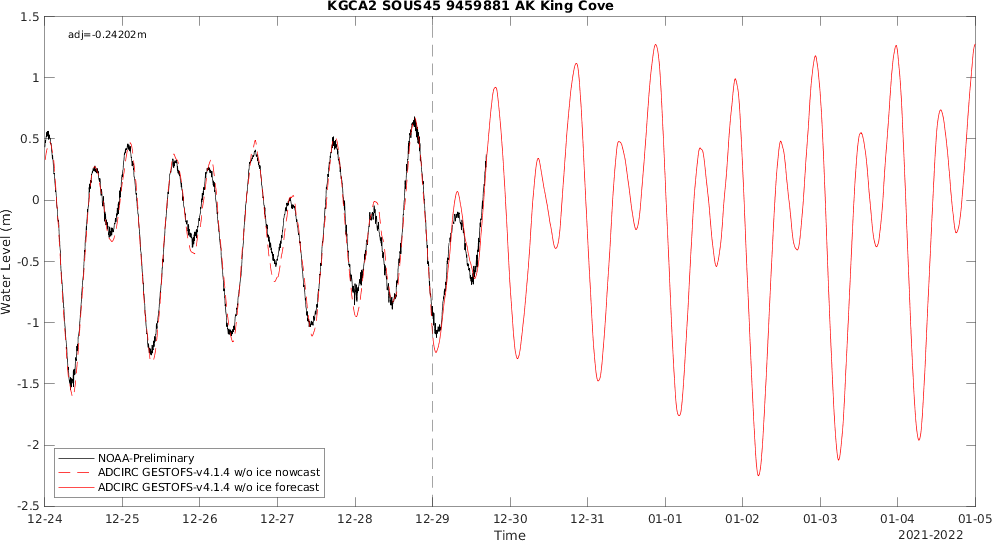 KGCA2 SOUS45 9459881 AK King Cove
adj=-0.24202m
1.5
1
0.5
0
-0.5
-1
-1.5
-2
-2.5
Water Level (m)
NOAA-Preliminary
ADCIRC GESTOFS-v4.1.4 w/o ice nowcast
ADCIRC GESTOFS-v4.1.4 w/o ice forecast
12-24 12-25 12-26 12-27 12-28 12-29 12-30 12-31 01-01 01-02 01-03 01-04 01-05
Time
2021-2022